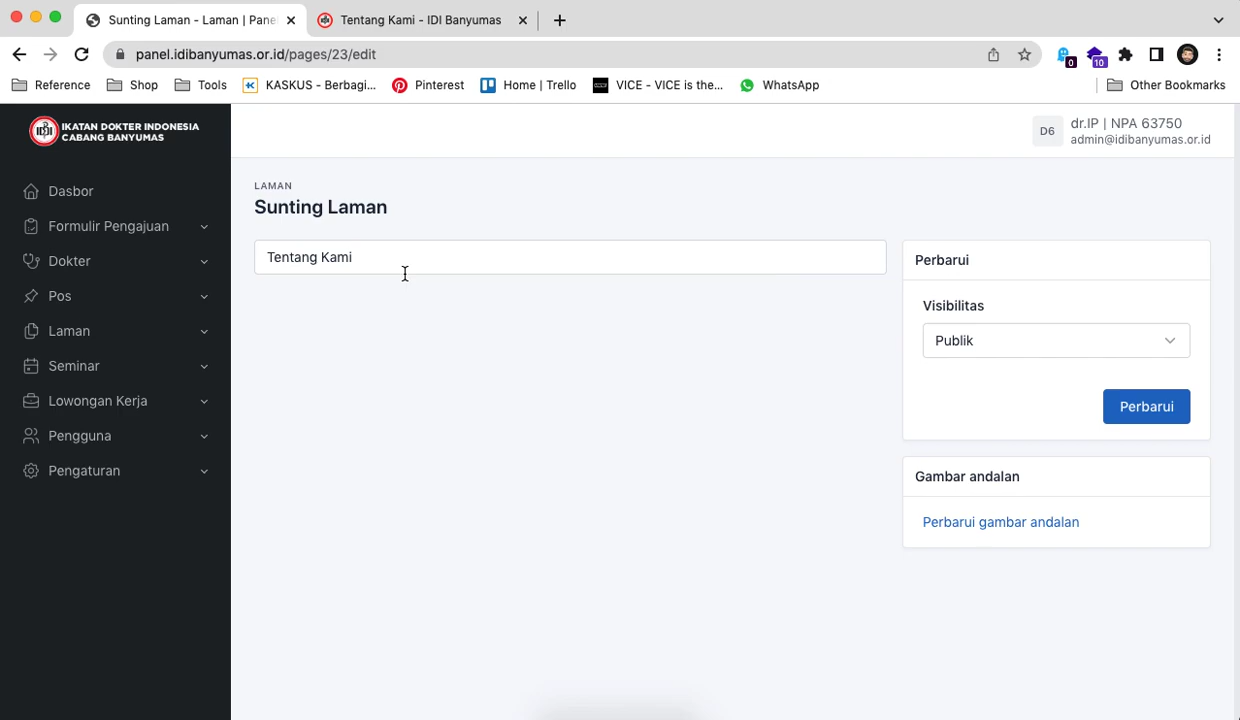 Sunting Laman - Laman | Pane
Tentang Kami - IDI Banyumas
panel.idibanyumas.or.id/pages/23/edit
0
10
Reference
Shop
Tools
KASKUS - Berbagi...
Pinterest
Home | Trello
VICE - VICE is the...
WhatsApp
Other Bookmarks
IKATAN DOKTER INDONESIA
CABANG BANYUMAS
D6
dr.IP | NPA 63750
admin@idibanyumas.or.id
Dasbor
Formulir Pengajuan
Dokter
Pos
Laman
Seminar
Lowongan Kerja
Pengguna
Pengaturan
LAMAN
Sunting Laman
Tentang Kami
Perbarui
Visibilitas
Publik
Perbarui
Gambar andalan
Perbarui gambar andalan